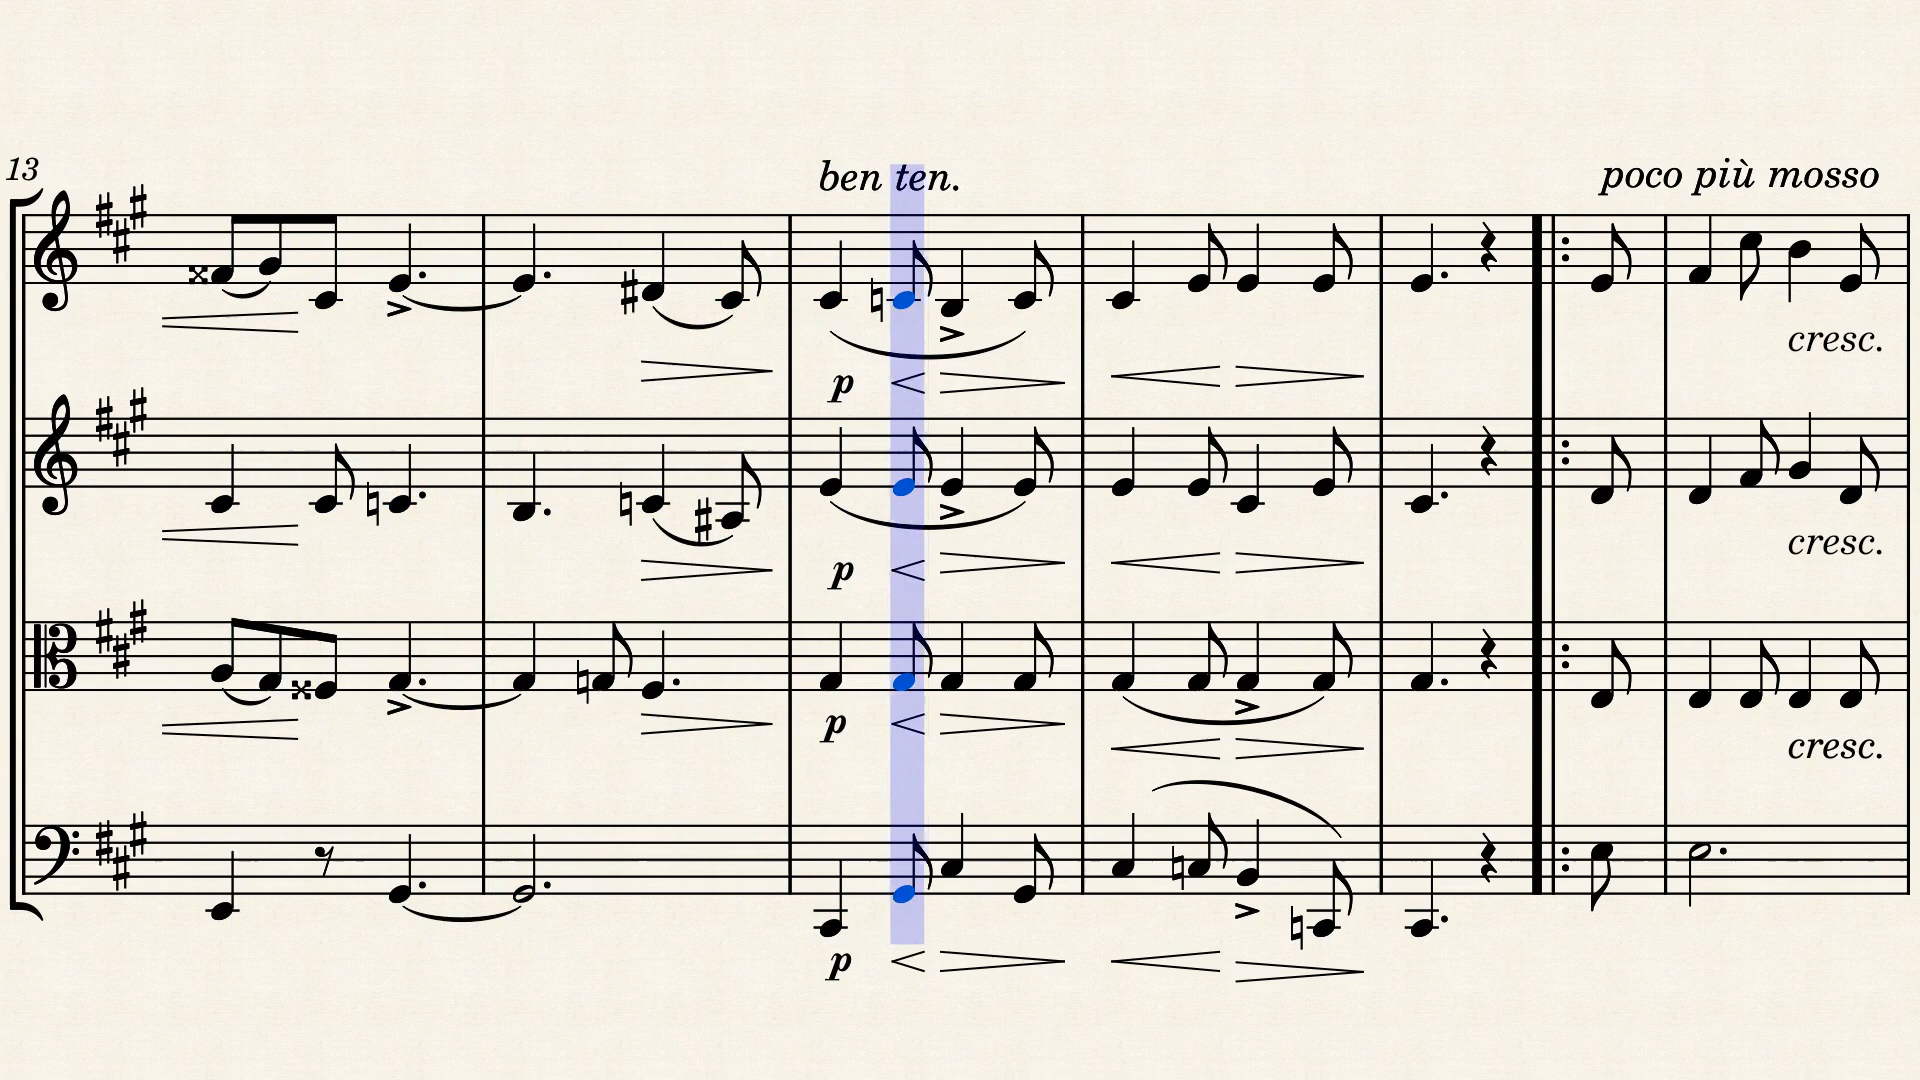 13
ben ten.
poco più mosso
cresc.
p
cresc.
p
cresc.
p
p